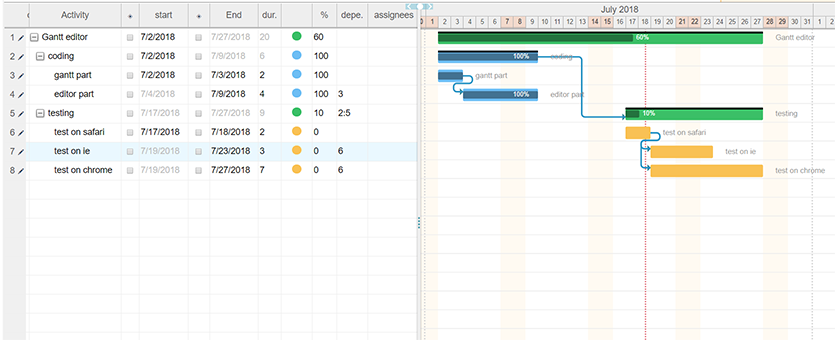 Activity start End dur. % depe. assignees
1 Gantt editor 7/2/2018 7/27/2018 20 60
2 coding 7/2/2018 7/9/2018 6 100
3 gantt part 7/2/2018 7/3/2018 2 100
4 editor part 7/4/2018 7/9/2018 4 100 3
5 testing 7/17/2018 7/27/2018 9 10 2:5
6 test on safari 7/17/2018 7/18/2018 2 0
7 test on ie 7/19/2018 7/23/2018 3 0 6
8 test on chrome 7/19/2018 7/27/2018 7 0 6
July 2018
0 1 2 3 4 5 6 7 8 9 10 11 12 13 14 15 16 17 18 19 20 21 22 23 24 25 26 27 28 29 30 31 1
60% Gantt editor
100% coding
gantt part
100% editor part
10% testing
test on safari
test on ie
test on chrome